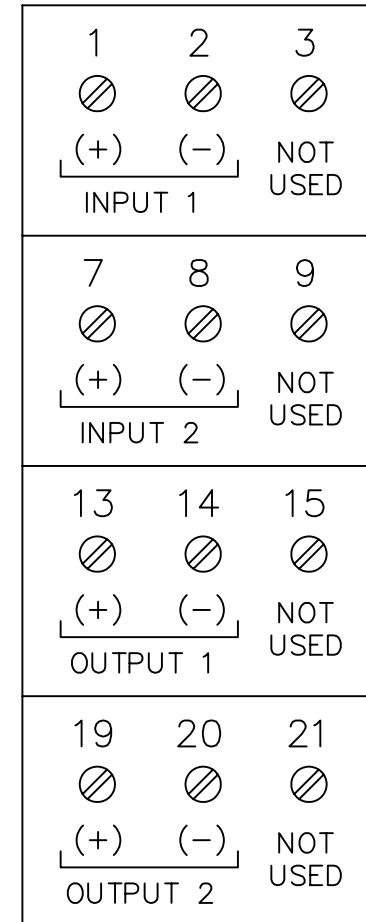 1 2 3
(+) (−) NOT
USED
INPUT 1
7 8 9
(+) (−) NOT
USED
INPUT 2
13 14 15
(+) (−) NOT
USED
OUTPUT 1
19 20 21
(+) (−) NOT
USED
OUTPUT 2